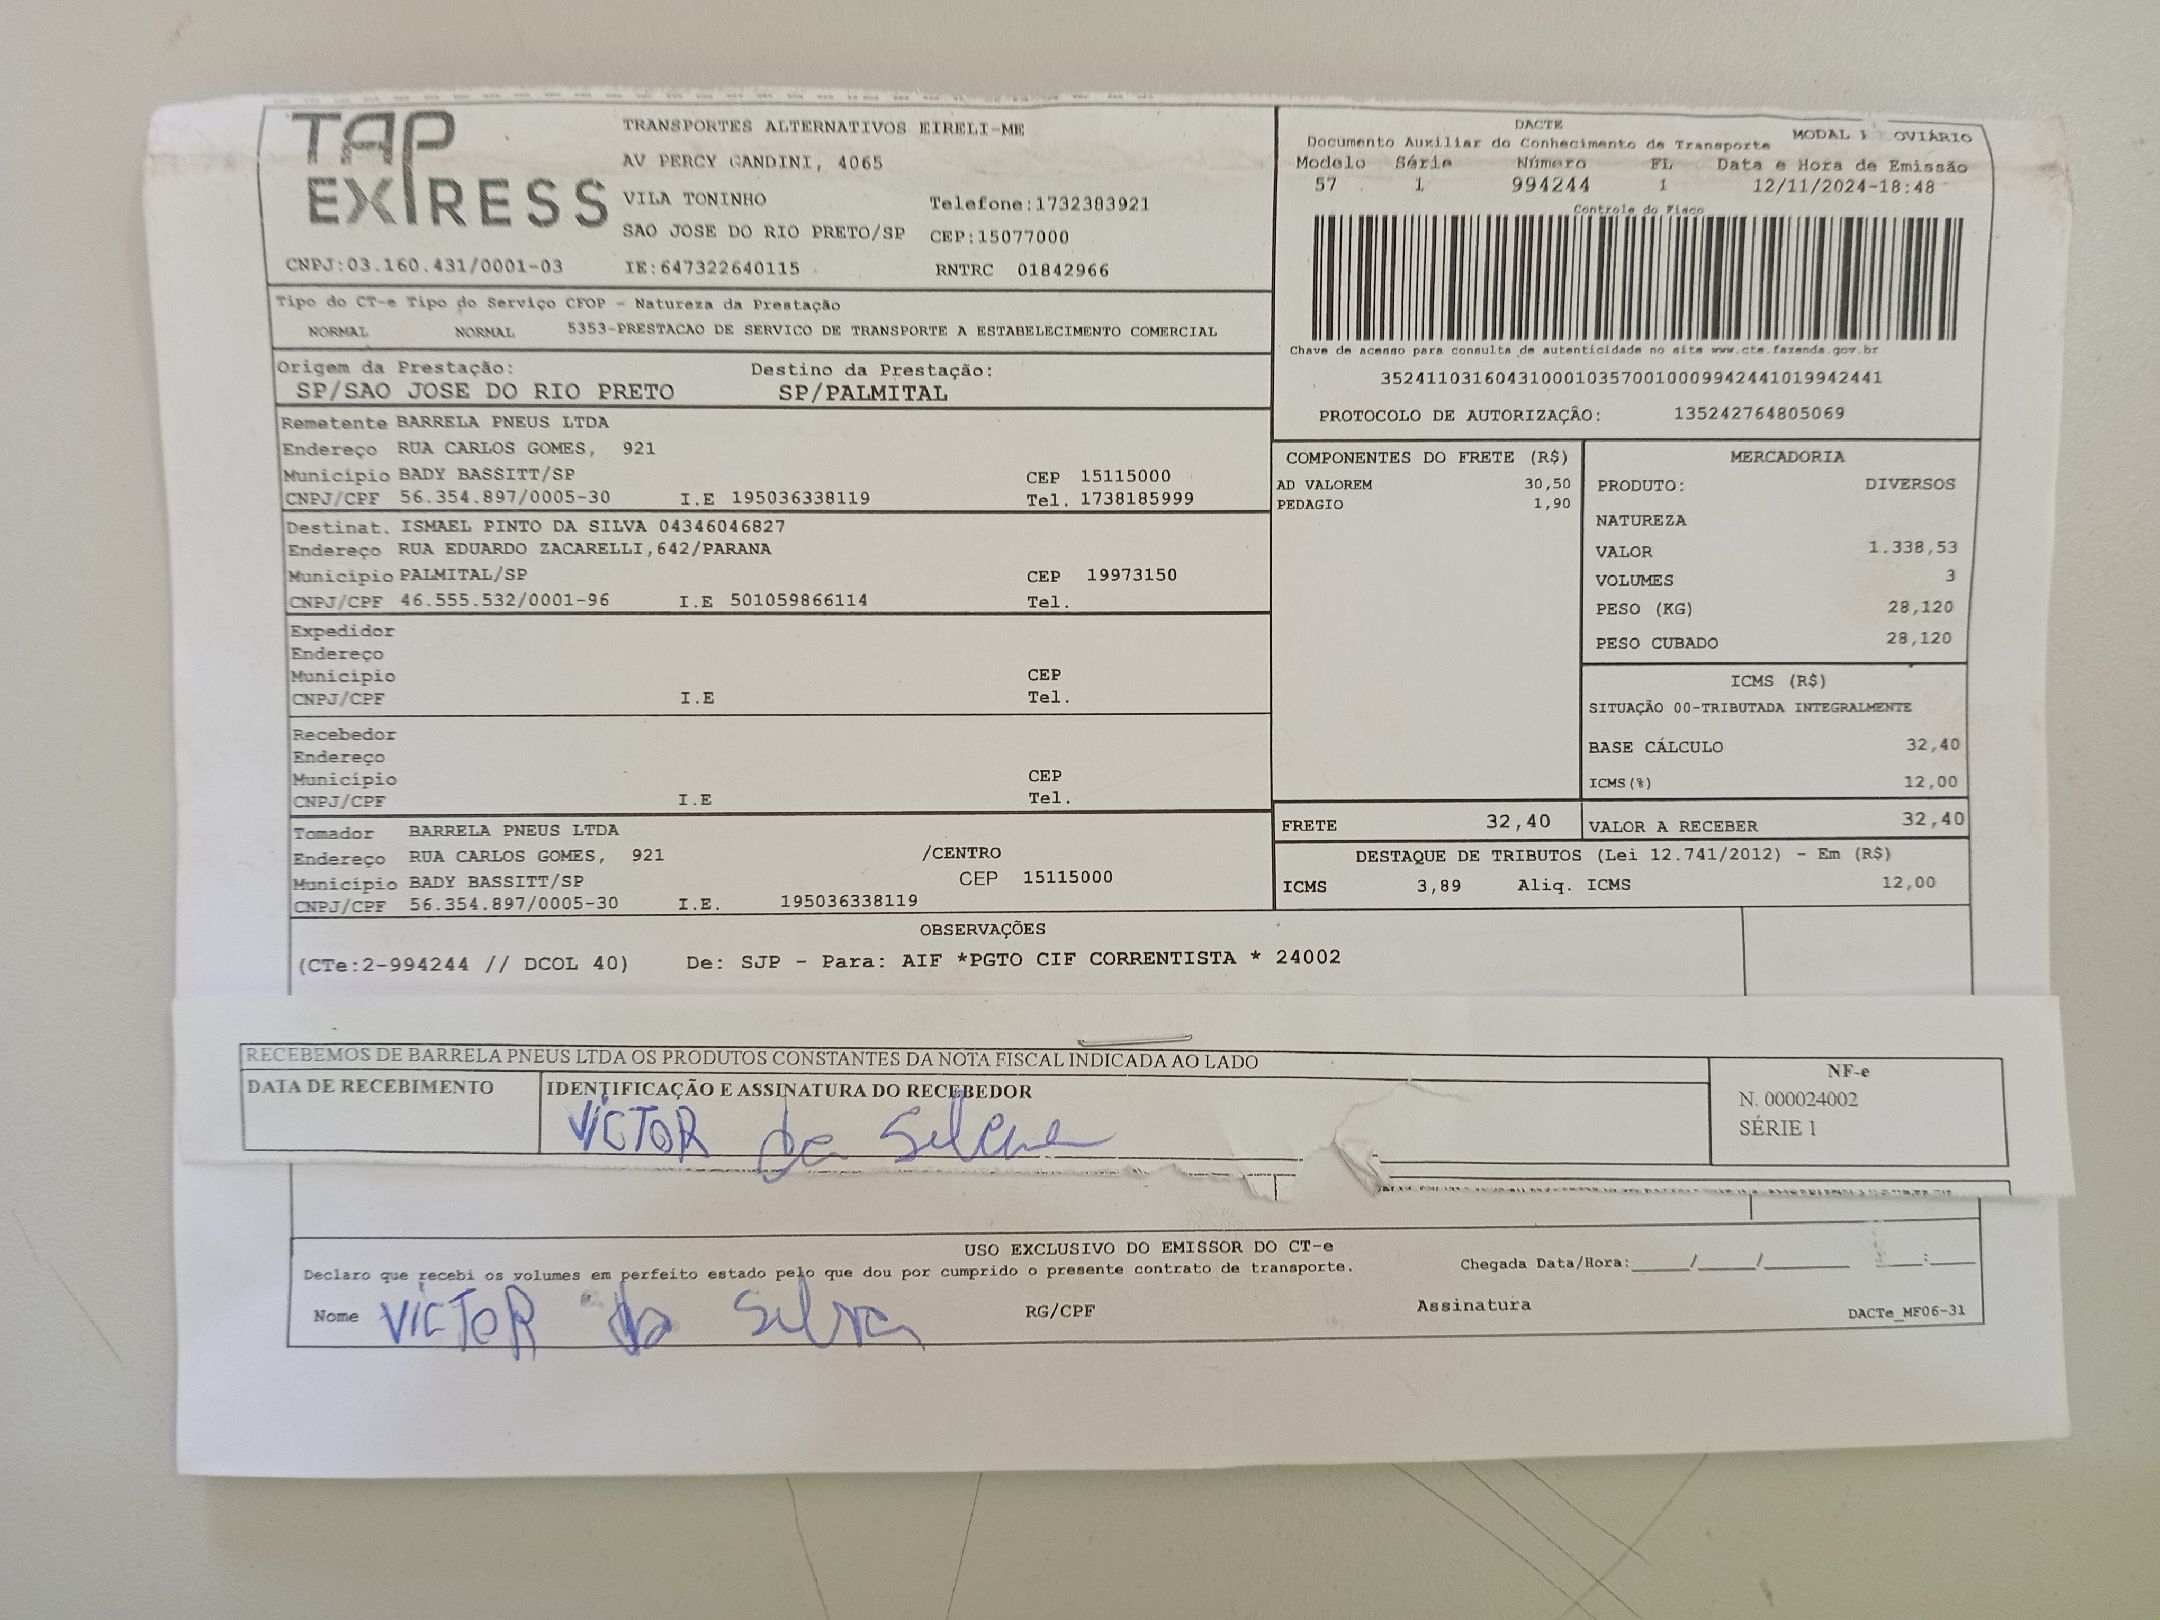 TAP EXPRESS
TRANSPORTES ALTERNATIVOS EIRELI-ME
AV PERCY GANDINI, 4065
VILA TONINHO Telefone:1732383921
SAO JOSE DO RIO PRETO/SP CEP:15077000
CNPJ:03.160.431/0001-03 IE:647322640115 RNTRC 01842966
DACTE
Documento Auxiliar do Conhecimento de Transporte MODAL OVIÁRIO
Modelo Série Número FL Data e Hora de Emissão
57 1 994244 1 12/11/2024-18:48
Controle do Fisco
Chave de acesso para consulta de autenticidade no site www.cte.fazenda.gov.br
35241103160431000103570010009942441019942441
PROTOCOLO DE AUTORIZAÇÃO: 135242764805069
Tipo do CT-e Tipo do Serviço CFOP - Natureza da Prestação
NORMAL NORMAL 5353-PRESTACAO DE SERVICO DE TRANSPORTE A ESTABELECIMENTO COMERCIAL
Origem da Prestação: Destino da Prestação:
SP/SAO JOSE DO RIO PRETO SP/PALMITAL
Remetente BARRELA PNEUS LTDA
Endereço RUA CARLOS GOMES, 921
Município BADY BASSITT/SP CEP 15115000
CNPJ/CPF 56.354.897/0005-30 I.E 195036338119 Tel. 1738185999
Destinat. ISMAEL PINTO DA SILVA 04346046827
Endereço RUA EDUARDO ZACARELLI,642/PARANA
Município PALMITAL/SP CEP 19973150
CNPJ/CPF 46.555.532/0001-96 I.E 501059866114 Tel.
Expedidor
Endereço
Município CEP
CNPJ/CPF I.E Tel.
Recebedor
Endereço
Município CEP
CNPJ/CPF I.E Tel.
Tomador BARRELA PNEUS LTDA
Endereço RUA CARLOS GOMES, 921 /CENTRO
Município BADY BASSITT/SP CEP 15115000
CNPJ/CPF 56.354.897/0005-30 I.E. 195036338119
COMPONENTES DO FRETE (R$)
AD VALOREM 30,50
PEDAGIO 1,90
MERCADORIA
PRODUTO: DIVERSOS
NATUREZA
VALOR 1.338,53
VOLUMES 3
PESO (KG) 28,120
PESO CUBADO 28,120
ICMS (R$)
SITUAÇÃO 00-TRIBUTADA INTEGRALMENTE
BASE CÁLCULO 32,40
ICMS(%) 12,00
FRETE 32,40 VALOR A RECEBER 32,40
DESTAQUE DE TRIBUTOS (Lei 12.741/2012) - Em (R$)
ICMS 3,89 Aliq. ICMS 12,00
OBSERVAÇÕES
(CTe:2-994244 // DCOL 40) De: SJP - Para: AIF *PGTO CIF CORRENTISTA * 24002
RECEBEMOS DE BARRELA PNEUS LTDA OS PRODUTOS CONSTANTES DA NOTA FISCAL INDICADA AO LADO
DATA DE RECEBIMENTO IDENTIFICAÇÃO E ASSINATURA DO RECEBEDOR
VICTOR da
NF-e
N. 000024002
SÉRIE 1
USO EXCLUSIVO DO EMISSOR DO CT-e
Declaro que recebi os volumes em perfeito estado pelo que dou por cumprido o presente contrato de transporte. Chegada Data/Hora:____/____/______ ___:___
Nome VICTOR da Silva RG/CPF Assinatura DACTe_MF06-31